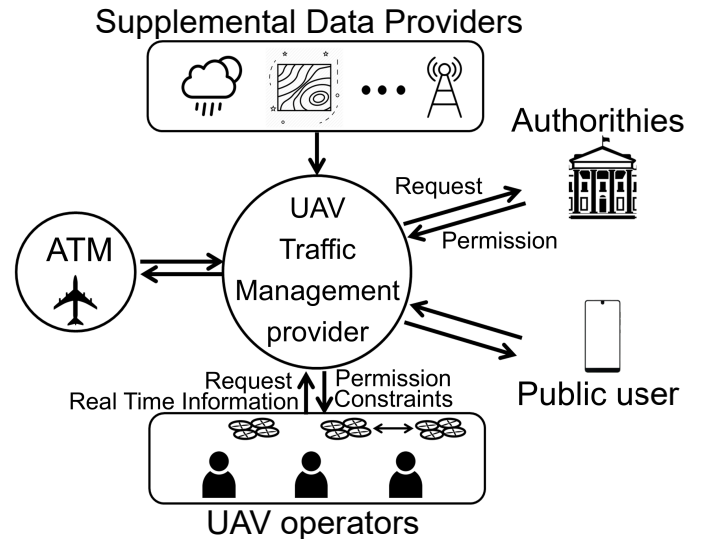 Supplemental Data Providers
Authorithies
Request
Permission
UAV
Traffic
Management
provider
ATM
Public user
Request
Real Time Information
Permission
Constraints
UAV operators